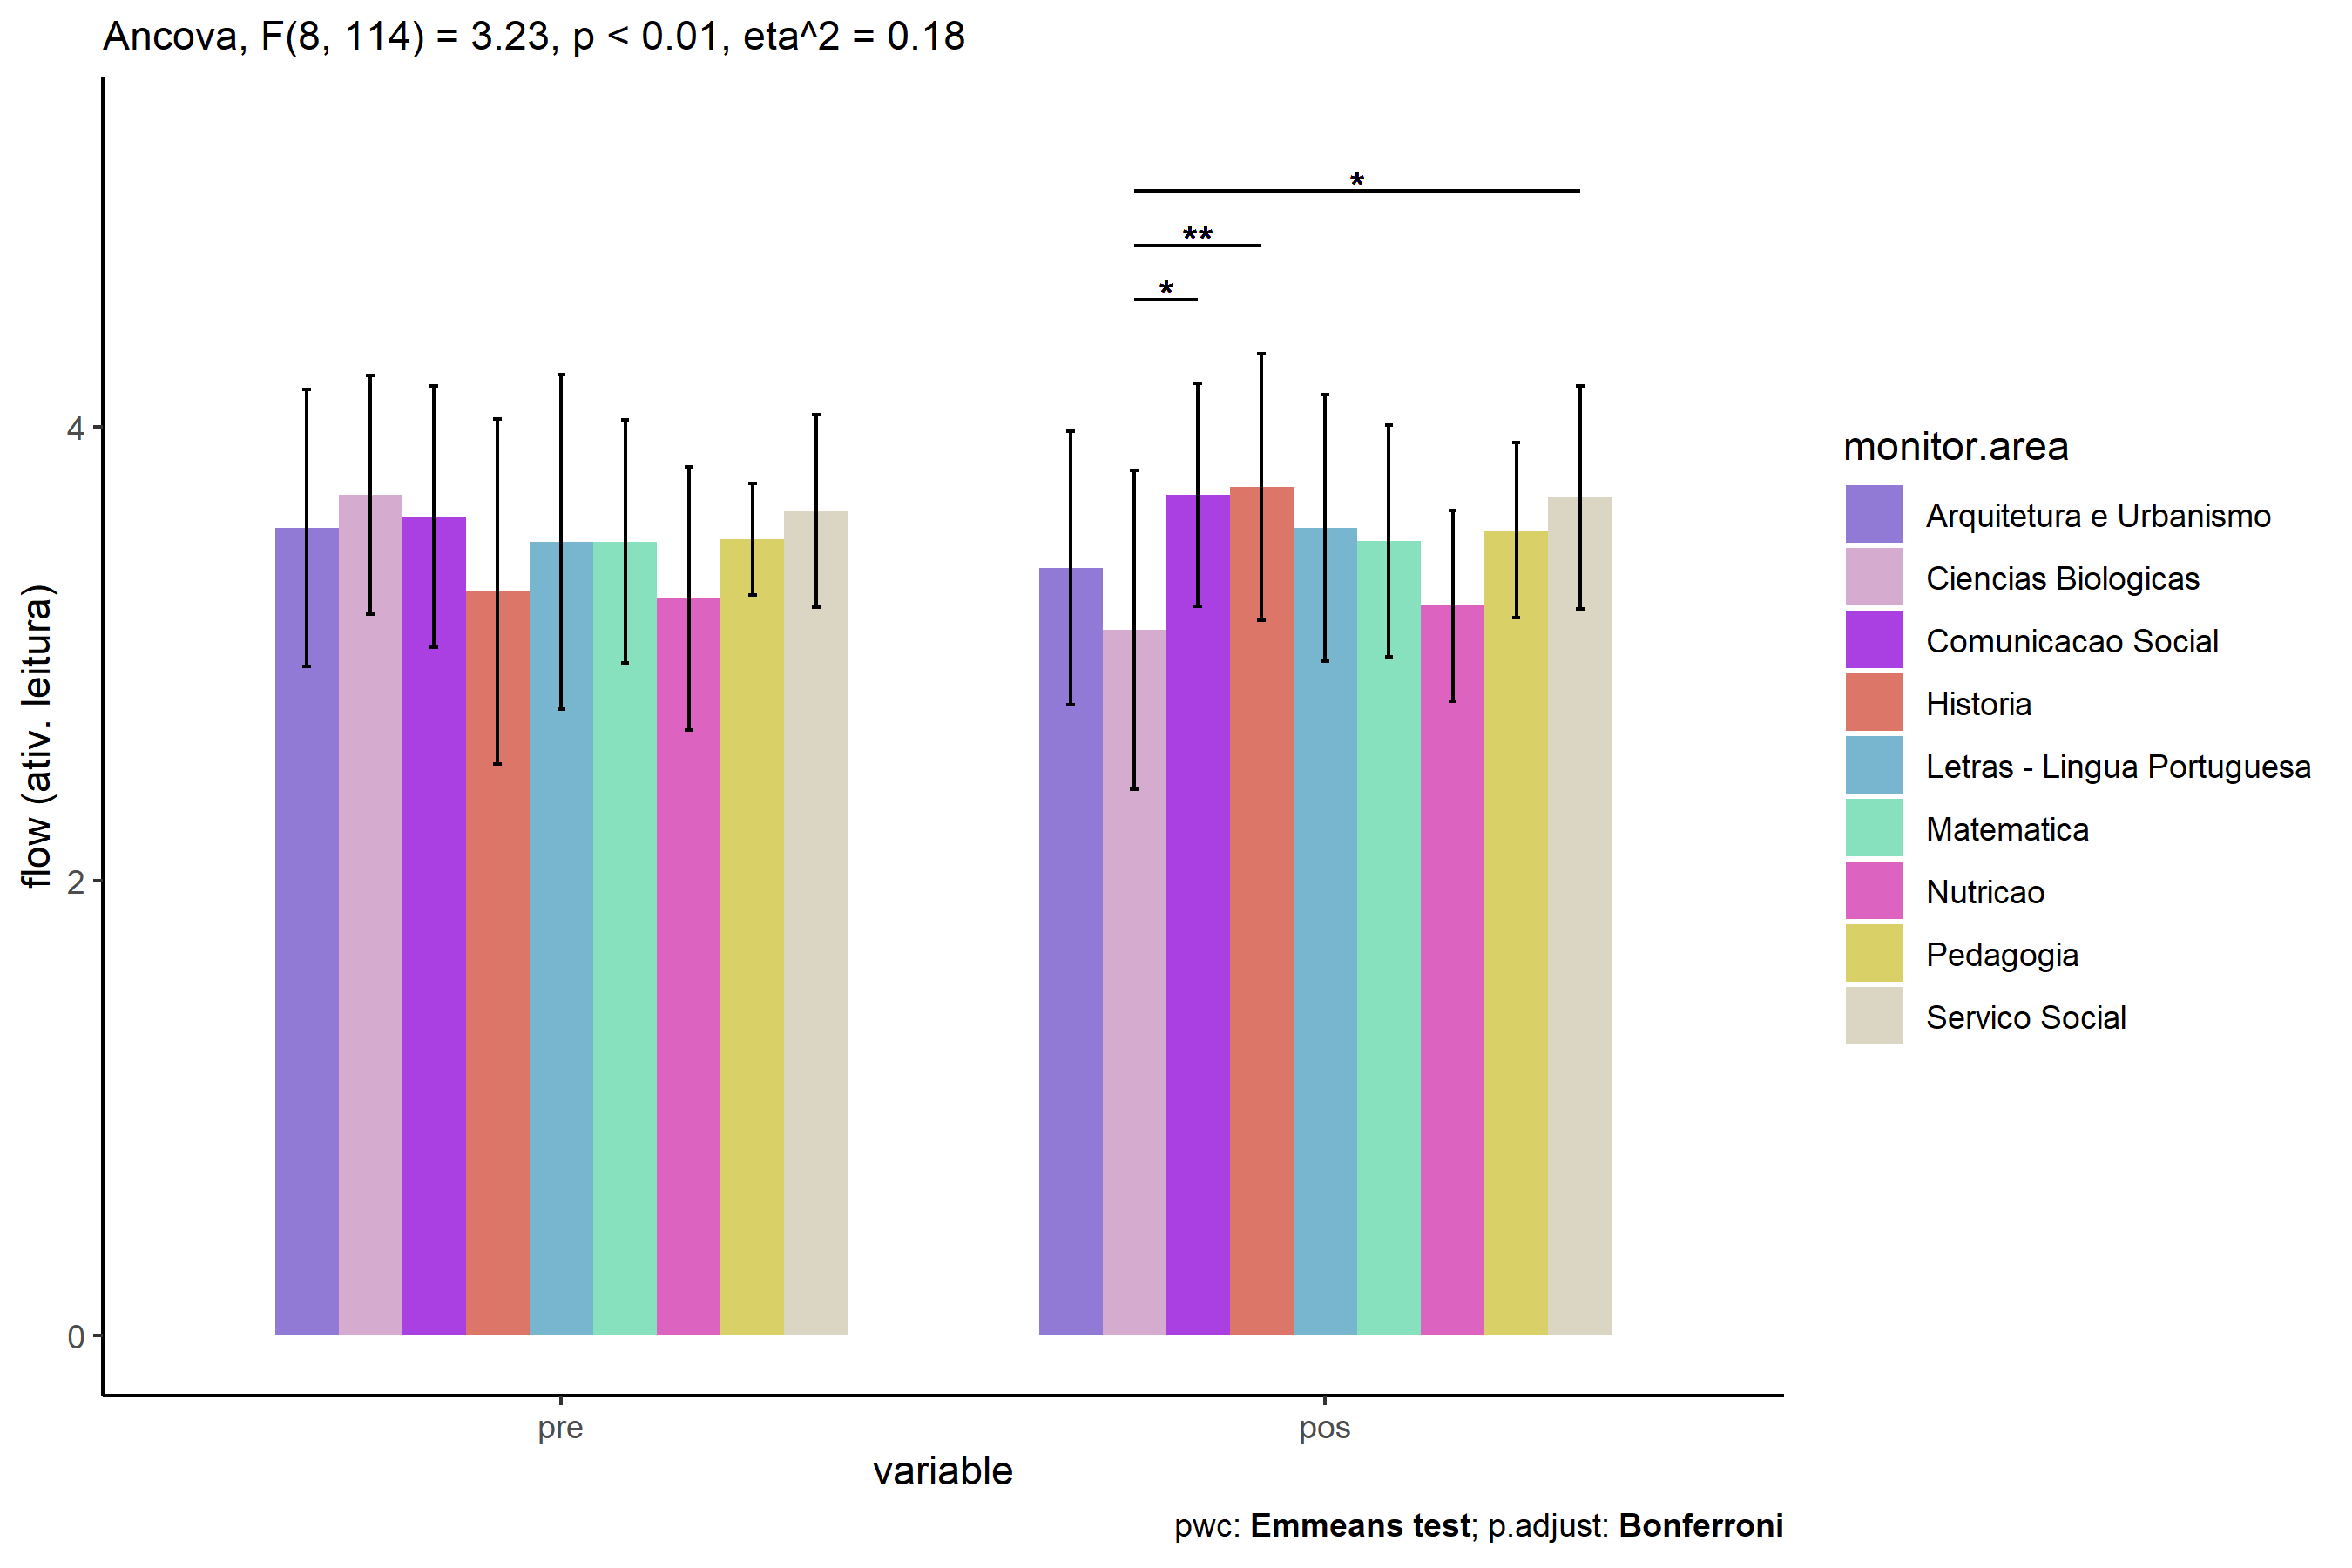 Ancova, F(8, 114) = 3.23, p < 0.01, eta^2 = 0.18
*
**
*
4
2
0
flow (ativ. leitura)
pre
pos
variable
pwc: Emmeans test; p.adjust: Bonferroni
monitor.area
Arquitetura e Urbanismo
Ciencias Biologicas
Comunicacao Social
Historia
Letras - Lingua Portuguesa
Matematica
Nutricao
Pedagogia
Servico Social